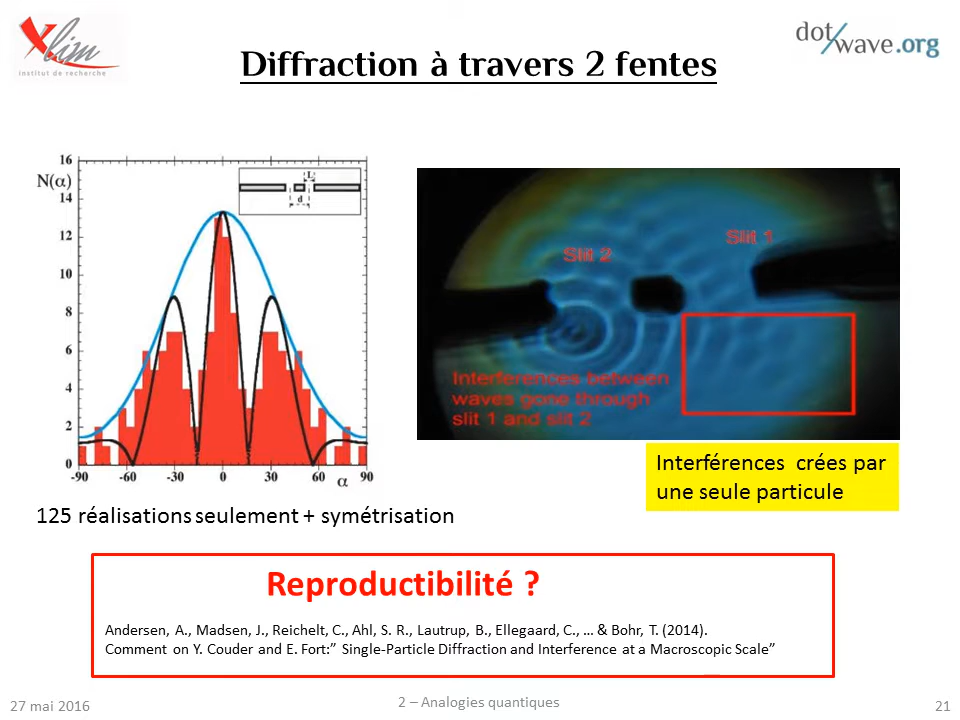 Xlim
institut de recherche
dot/wave.org
Diffraction à travers 2 fentes
16
N(α)
14
12
10
8
6
4
2
0
-90
-60
-30
0
30
60
α
90
L
d
Slit 1
Slit 2
Interferences between
waves gone through
slit 1 and slit 2
Interférences crées par
une seule particule
125 réalisations seulement + symétrisation
Reproductibilité ?
Andersen, A., Madsen, J., Reichelt, C., Ahl, S. R., Lautrup, B., Ellegaard, C., ... & Bohr, T. (2014).
Comment on Y. Couder and E. Fort:” Single-Particle Diffraction and Interference at a Macroscopic Scale”
27 mai 2016
2 – Analogies quantiques
21